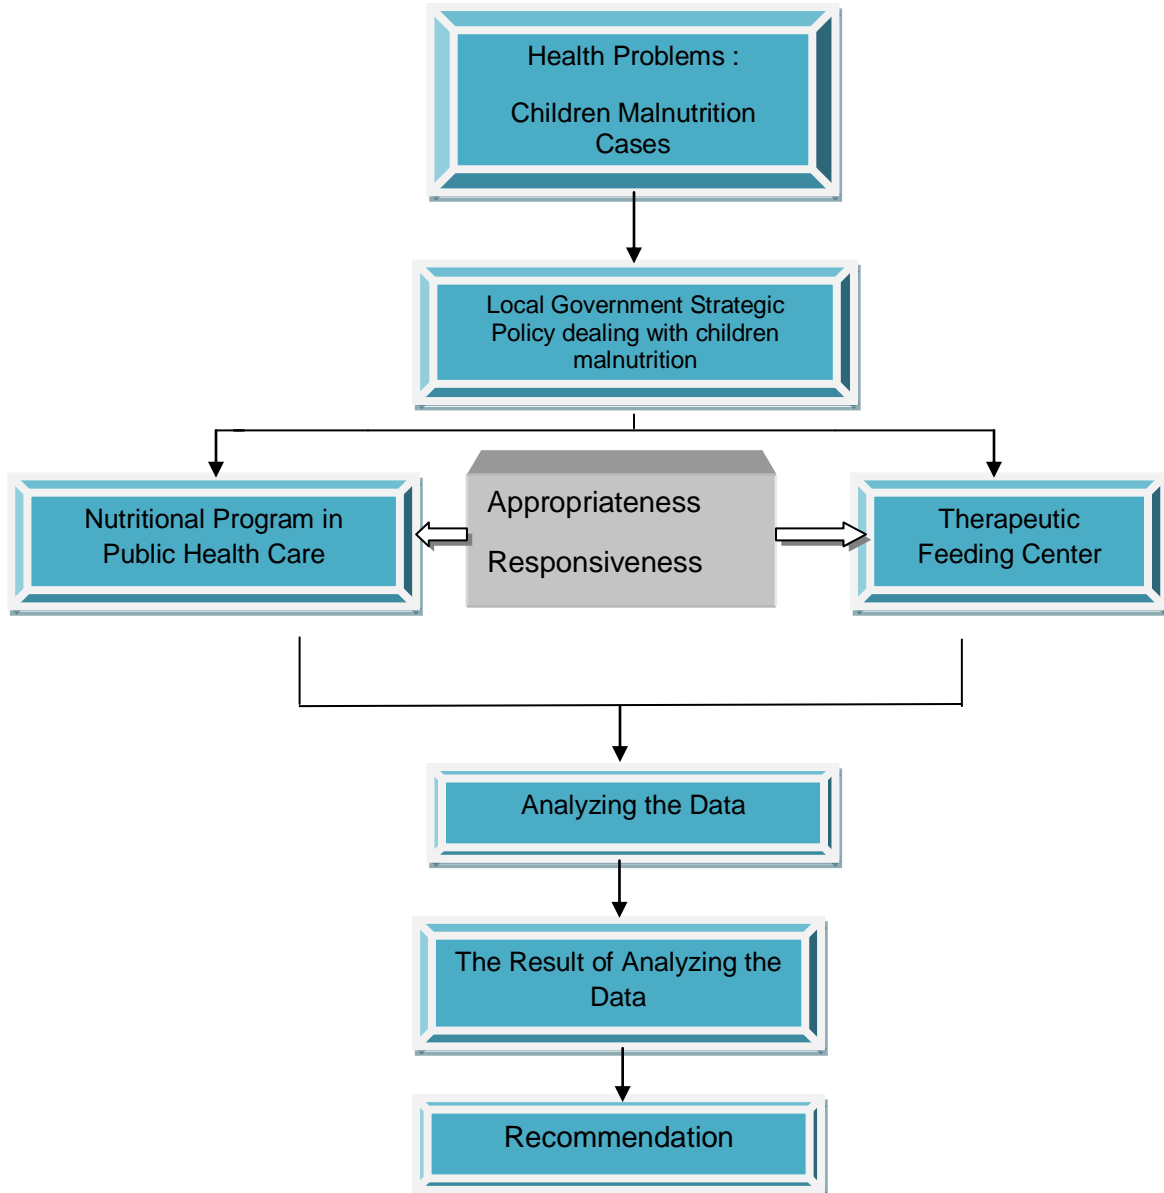 Health Problems :
Children Malnutrition
Cases
Local Government Strategic
Policy dealing with children
malnutrition
Nutritional Program in
Public Health Care
Appropriateness
Responsiveness
Therapeutic
Feeding Center
Analyzing the Data
The Result of Analyzing the
Data
Recommendation